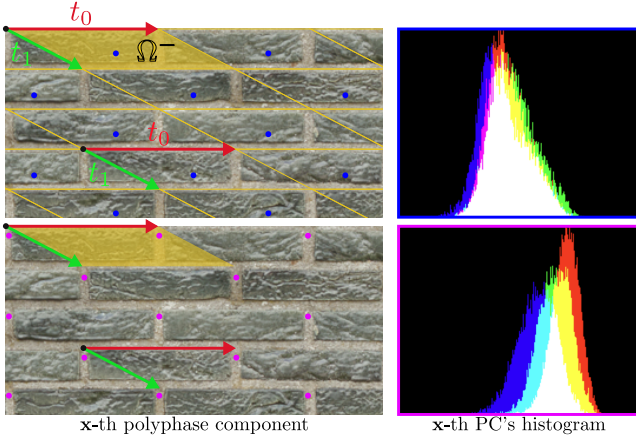 t₀
Ω⁻
t₁
t₀
t₁
x-th polyphase component
x-th PC's histogram